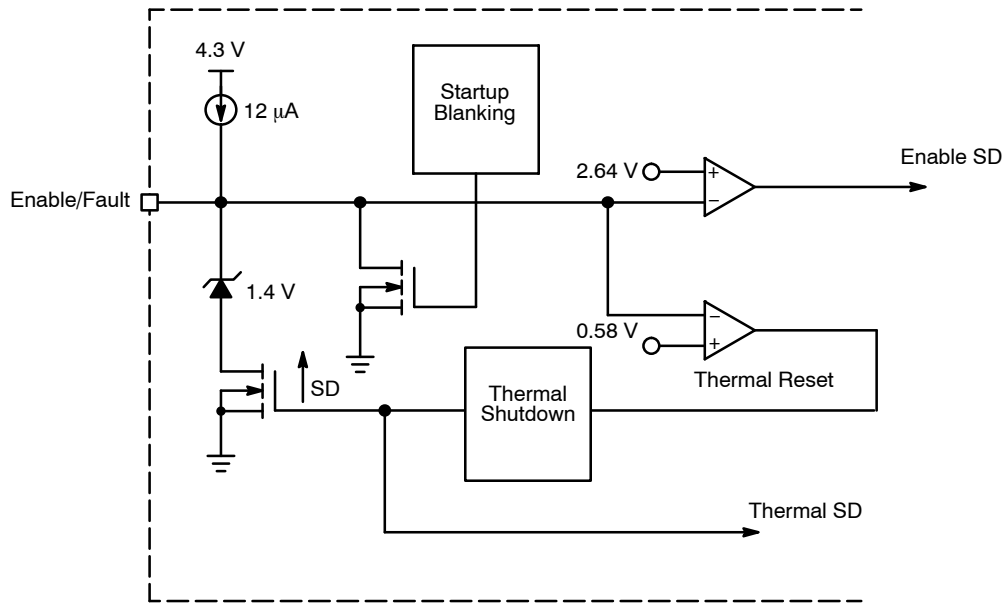 4.3 V
12 μA
Startup
Blanking
Enable/Fault
2.64 V
+
−
Enable SD
1.4 V
0.58 V
−
+
Thermal Reset
SD
Thermal
Shutdown
Thermal SD